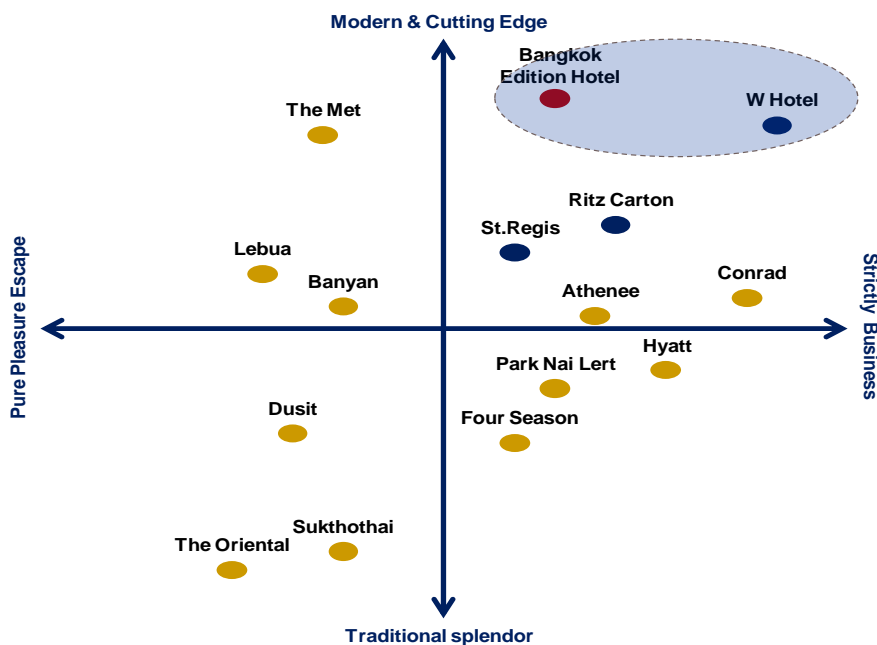 Modern & Cutting Edge
Bangkok
Edition Hotel
W Hotel
The Met
Ritz Carton
St.Regis
Lebua
Conrad
Banyan
Athenee
Pure Pleasure Escape
Strictly Business
Hyatt
Park Nai Lert
Dusit
Four Season
Sukthothai
The Oriental
Traditional splendor